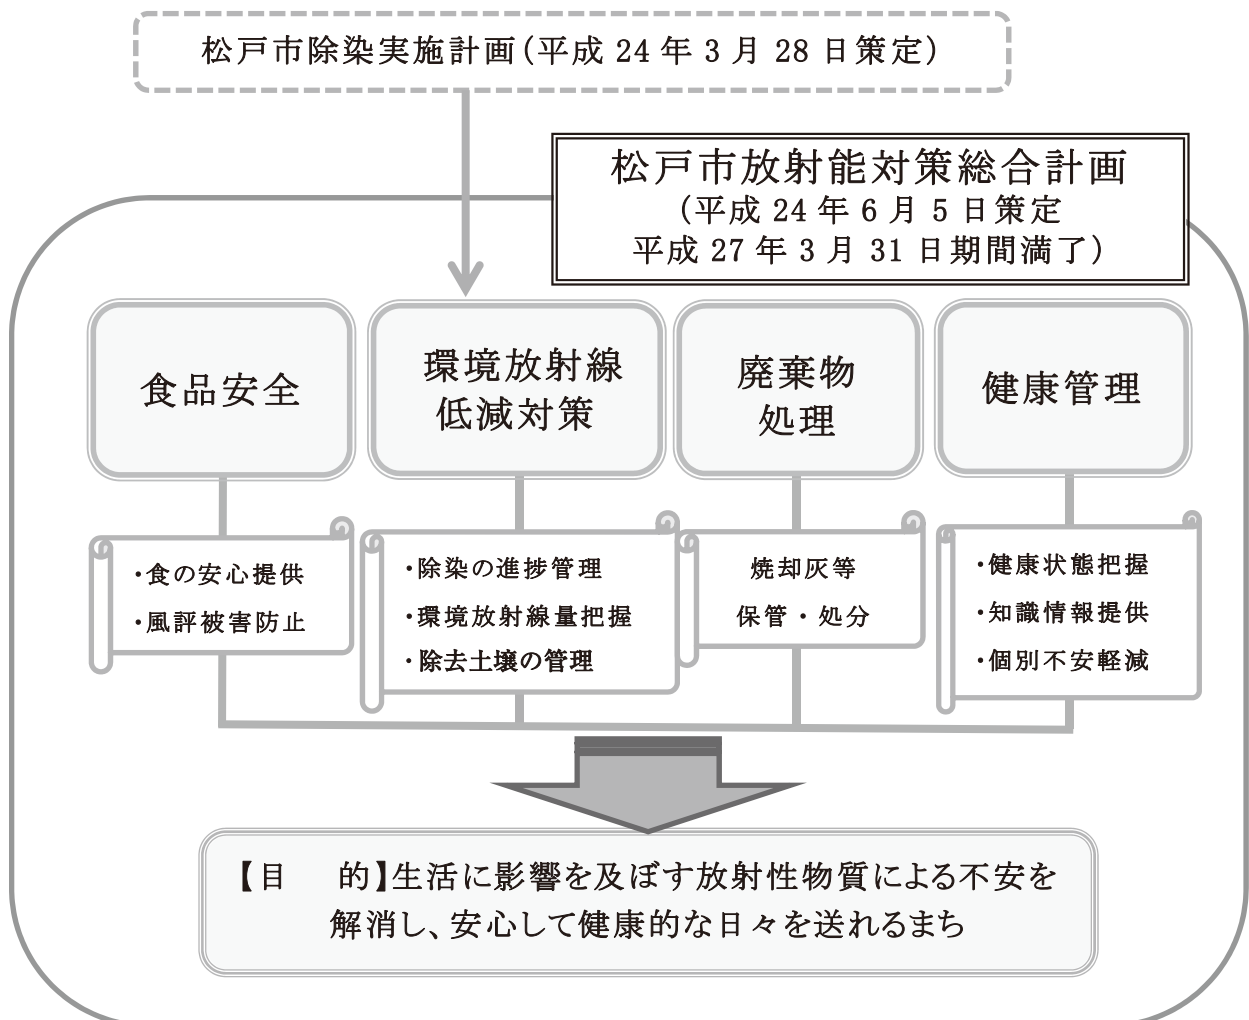 松戸市除染実施計画(平成 24 年 3 月 28 日策定)
松戸市放射能対策総合計画
(平成 24 年 6 月 5 日策定
平成 27 年 3 月 31 日期間満了)
食品安全
環境放射線
低減対策
廃棄物
処理
健康管理
・食の安心提供
・風評被害防止
・除染の進捗管理
・環境放射線量把握
・除去土壌の管理
焼却灰等
保管・処分
・健康状態把握
・知識情報提供
・個別不安軽減
【目　的】生活に影響を及ぼす放射性物質による不安を
解消し、安心して健康的な日々を送れるまち